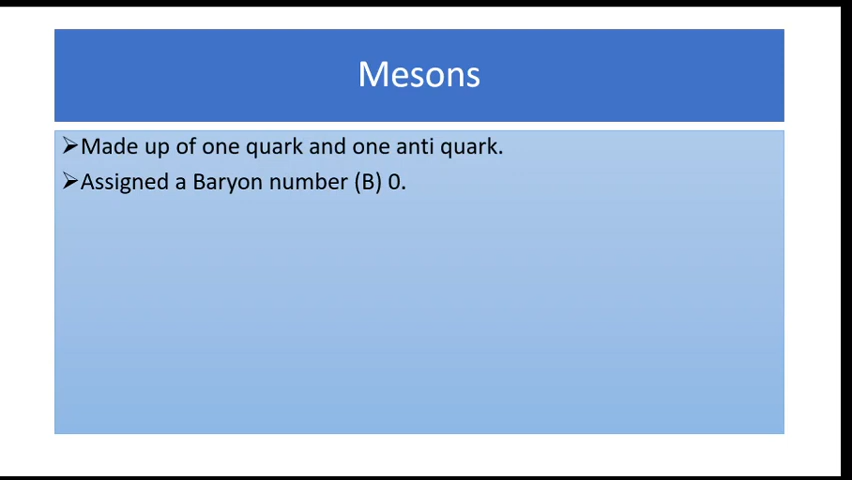 Mesons
➢Made up of one quark and one anti quark.
➢Assigned a Baryon number (B) 0.